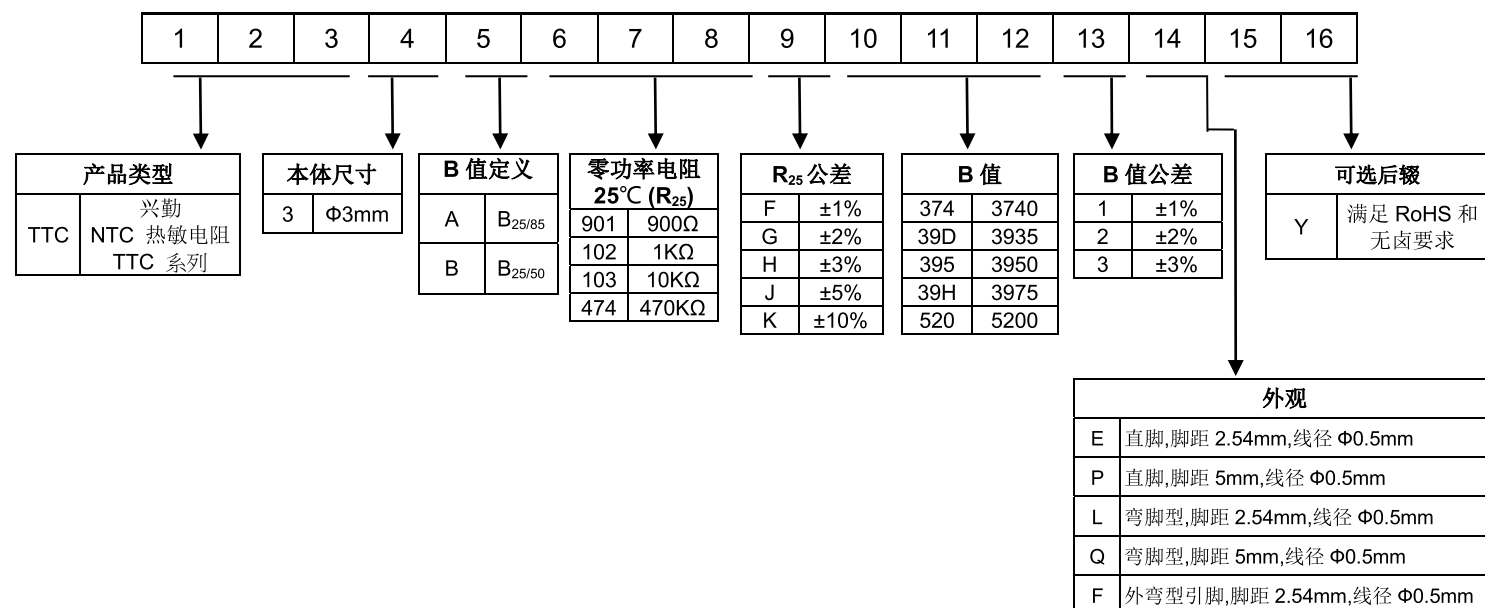 1 2 3 4 5 6 7 8 9 10 11 12 13 14 15 16
产品类型
TTC
兴勤
NTC 热敏电阻
TTC 系列
本体尺寸
3 Φ3mm
B 值定义
A B25/85
B B25/50
零功率电阻
25℃ (R25)
901 900Ω
102 1KΩ
103 10KΩ
474 470KΩ
R25 公差
F ±1%
G ±2%
H ±3%
J ±5%
K ±10%
B 值
374 3740
39D 3935
395 3950
39H 3975
520 5200
B 值公差
1 ±1%
2 ±2%
3 ±3%
可选后辍
Y
满足 RoHS 和
无卤要求
外观
E 直脚,脚距 2.54mm,线径 Φ0.5mm
P 直脚,脚距 5mm,线径 Φ0.5mm
L 弯脚型,脚距 2.54mm,线径 Φ0.5mm
Q 弯脚型,脚距 5mm,线径 Φ0.5mm
F 外弯型引脚,脚距 2.54mm,线径 Φ0.5mm